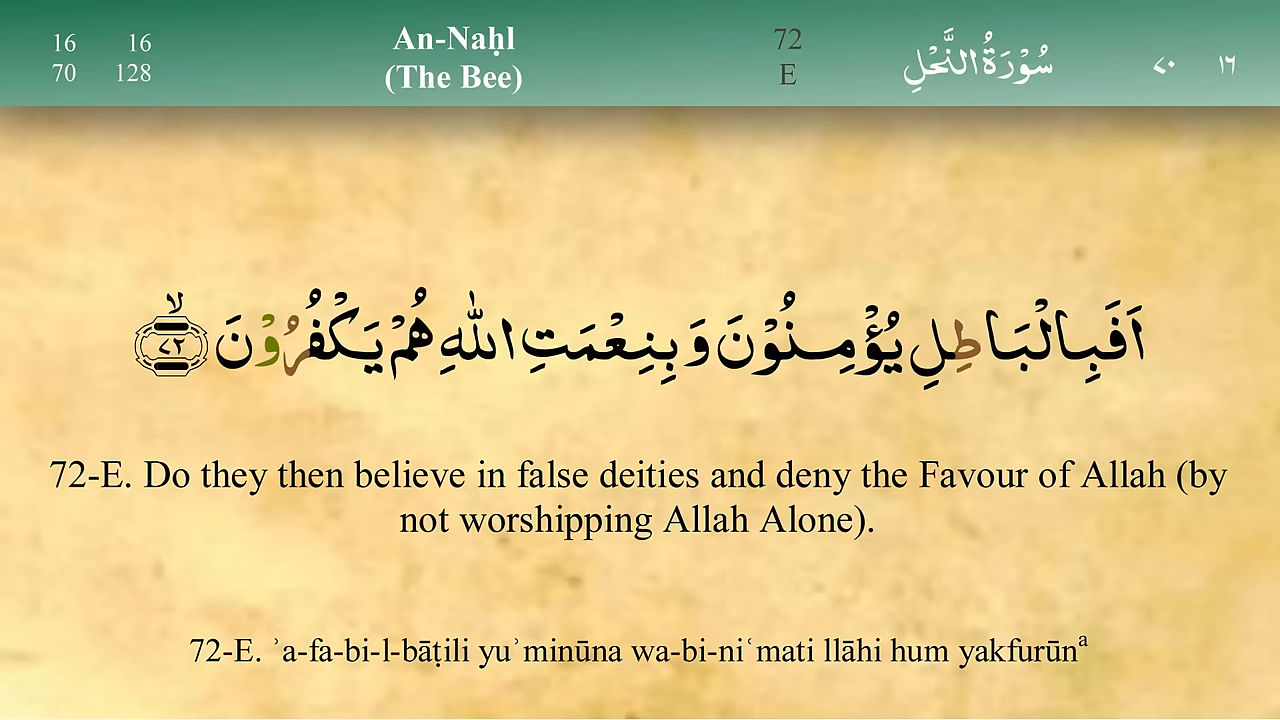 16 16 An-Naḥl 72 سُوْرَةُ النَّحْلِ ٧٠ ١٦
70 128 (The Bee) E
اَفَبِالْبَاطِلِ يُؤْمِنُوْنَ وَبِنِعْمَتِ اللّٰهِ هُمْ يَكْفُرُوْنَ ۙ ٧٢
72-E. Do they then believe in false deities and deny the Favour of Allah (by
not worshipping Allah Alone).
72-E. ʾa-fa-bi-l-bāṭili yuʾminūna wa-bi-niʿmati llāhi hum yakfurūnᵃ